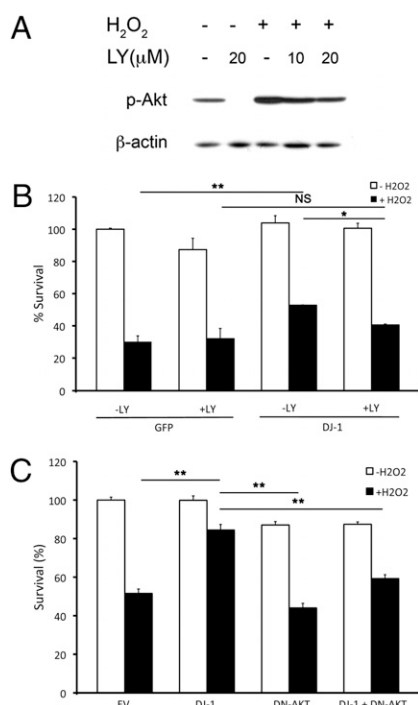 A
H2O2 - - + + +
LY(µM) - 20 - 10 20
p-Akt
β-actin
B
- H2O2
+ H2O2
**
NS
*
% Survival
120
100
80
60
40
20
0
-LY +LY -LY +LY
GFP DJ-1
C
-H2O2
+H2O2
**
**
**
Survival (%)
120
100
80
60
40
20
0
EV DJ-1 DN-AKT DJ-1 + DN-AKT